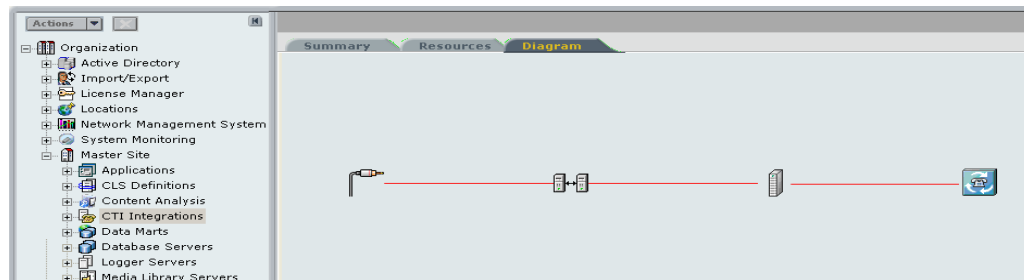 Actions
Organization
Active Directory
Import/Export
License Manager
Locations
Network Management System
System Monitoring
Master Site
Applications
CLS Definitions
Content Analysis
CTI Integrations
Data Marts
Database Servers
Logger Servers
Media Library Servers
Summary Resources Diagram